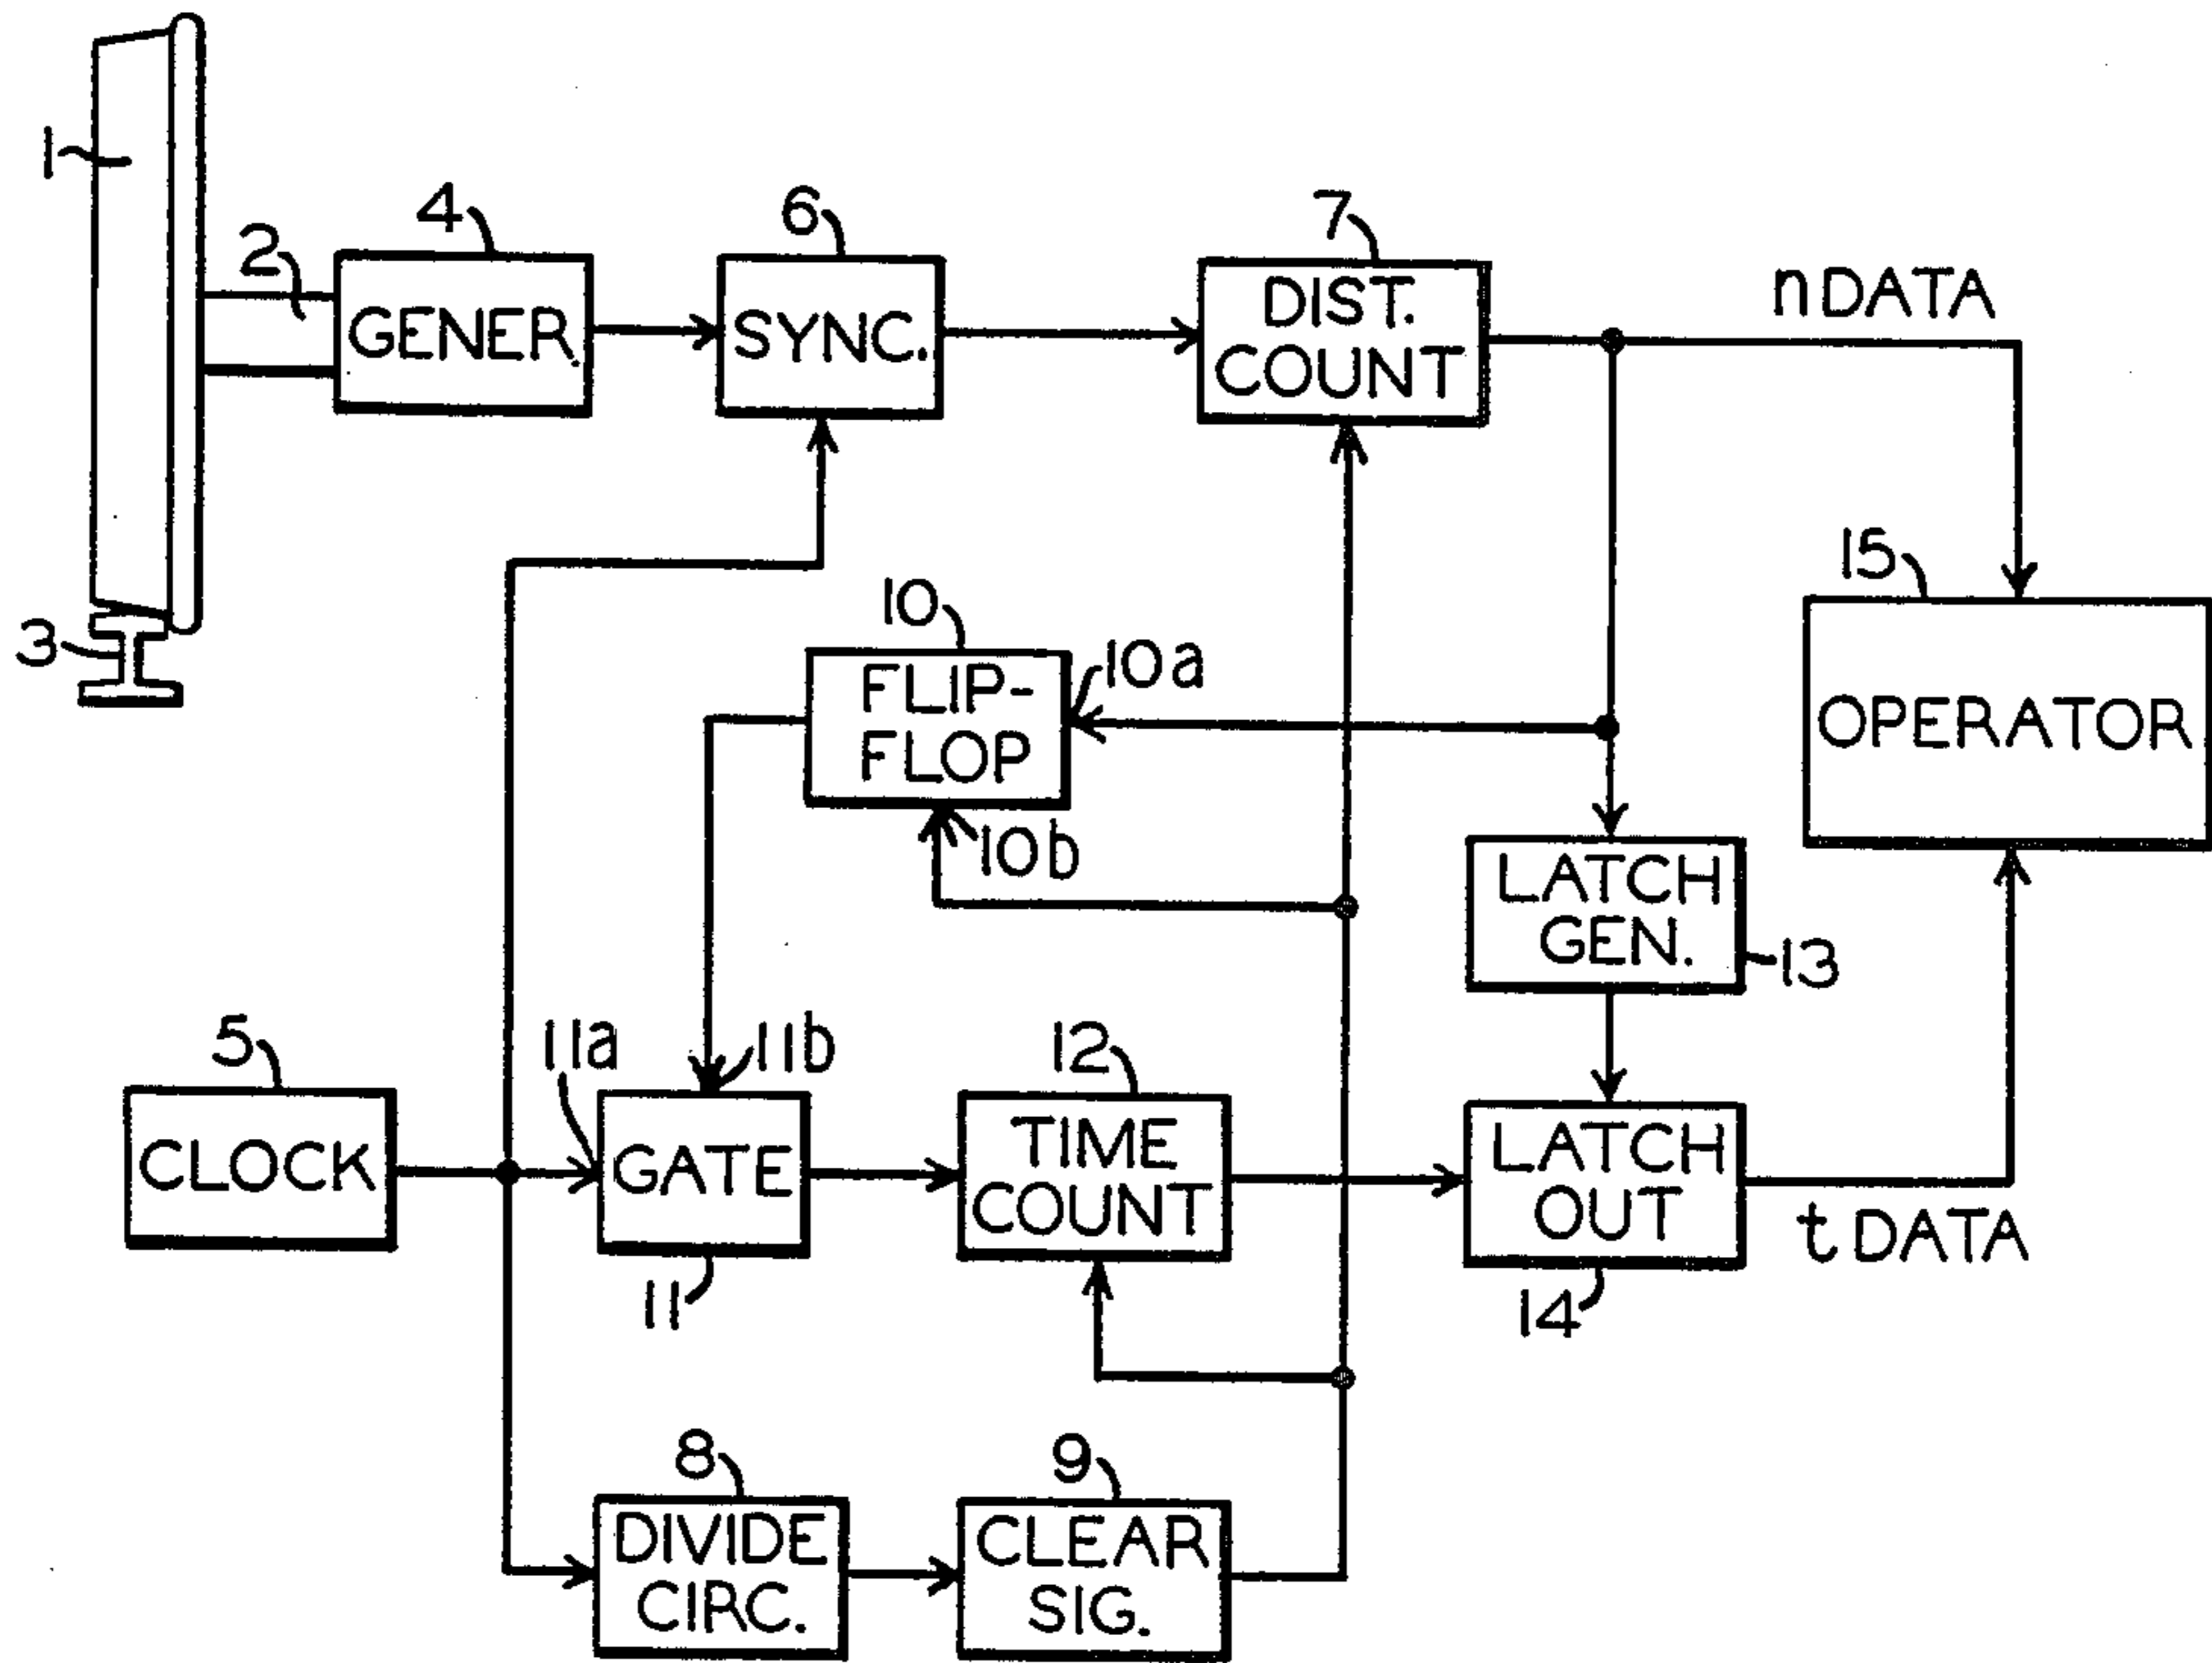 1
2
3
4
GENER.
6
SYNC.
7
DIST.
COUNT
nDATA
15
OPERATOR
10
FLIP-
FLOP
10a
10b
LATCH
GEN.
13
5
CLOCK
11a
11b
GATE
11
12
TIME
COUNT
LATCH
OUT
14
t DATA
8
DIVIDE
CIRC.
9
CLEAR
SIG.